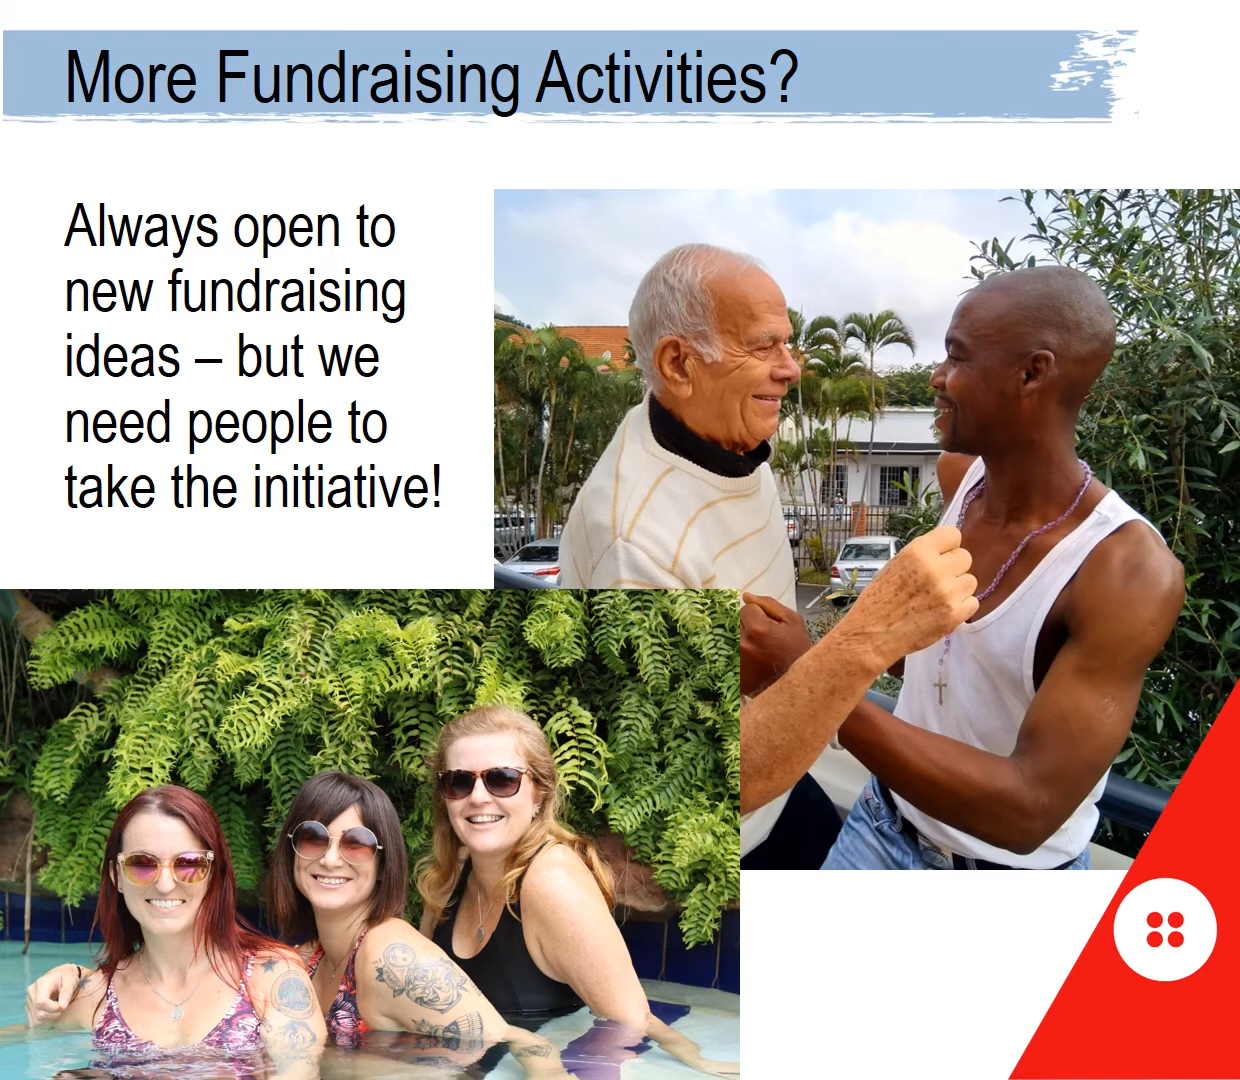 More Fundraising Activities?
Always open to
new fundraising
ideas – but we
need people to
take the initiative!